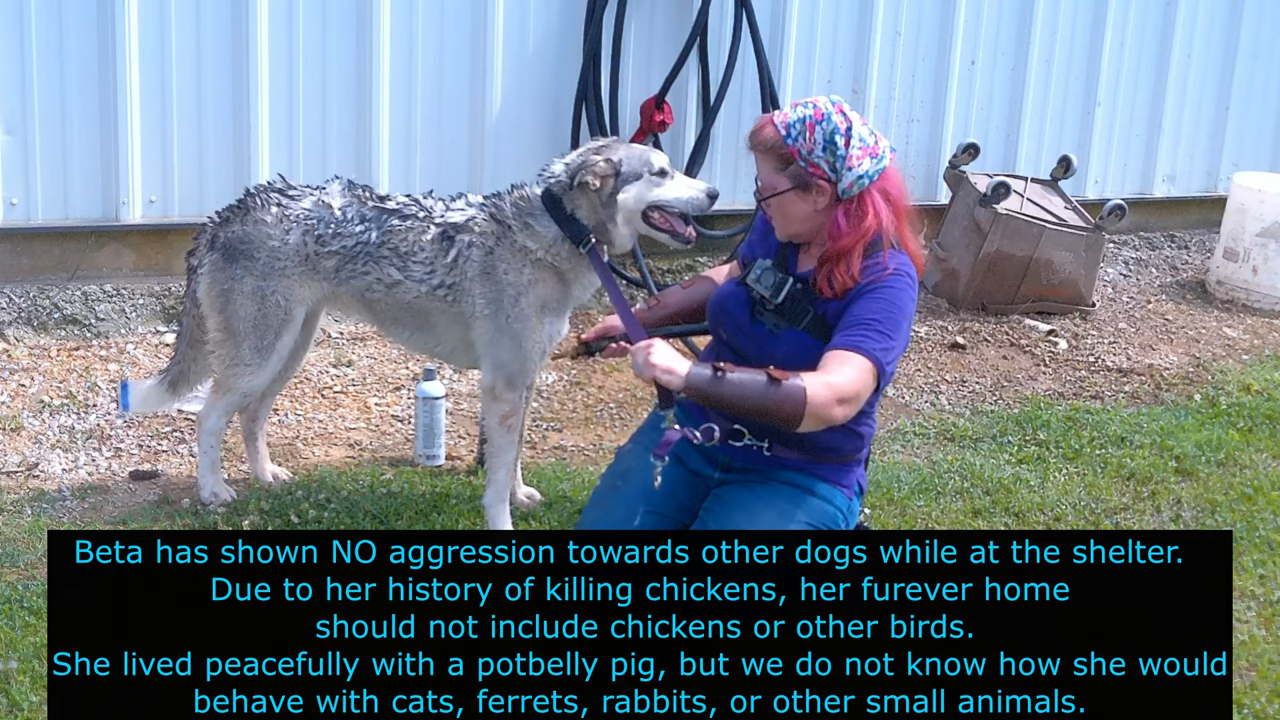 Beta has shown NO aggression towards other dogs while at the shelter.
Due to her history of killing chickens, her furever home
should not include chickens or other birds.
She lived peacefully with a potbelly pig, but we do not know how she would
behave with cats, ferrets, rabbits, or other small animals.